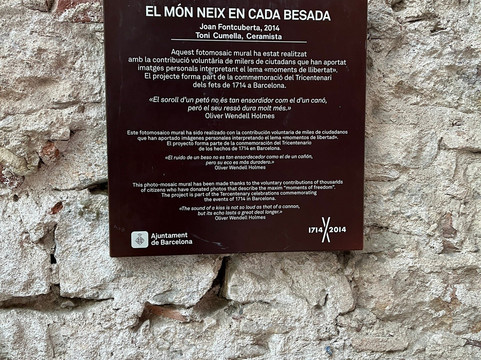 EL MÓN NEIX EN CADA BESADA
Joan Fontcuberta, 2014
Toni Cumella, Ceramista
Aquest fotomosaic mural ha estat realitzat
amb la contribució voluntària de milers de ciutadans que han aportat
imatges personals interpretant el lema «moments de llibertat».
El projecte forma part de la commemoració del Tricentenari
dels fets de 1714 a Barcelona.
«El soroll d'un petó no és tan ensordidor com el d'un canó,
però el seu ressò dura molt més.»
Oliver Wendell Holmes
Este fotomosaico mural ha sido realizado con la contribución voluntaria de miles de ciudadanos
que han aportado imágenes personales interpretando el lema «momentos de libertad».
El proyecto forma parte de la conmemoración del Tricentenario
de los hechos de 1714 en Barcelona.
«El ruido de un beso no es tan ensordecedor como el de un cañón,
pero su eco es más duradero.»
Oliver Wendell Holmes
This photo-mosaic mural has been made thanks to the voluntary contributions of thousands
of citizens who have donated photos that describe the maxim "moments of freedom".
The project is part of the Tercentenary celebrations commemorating
the events of 1714 in Barcelona.
«The sound of a kiss is not so loud as that of a cannon,
but its echo lasts a great deal longer.»
Oliver Wendell Holmes
Ajuntament
de Barcelona
1714 2014